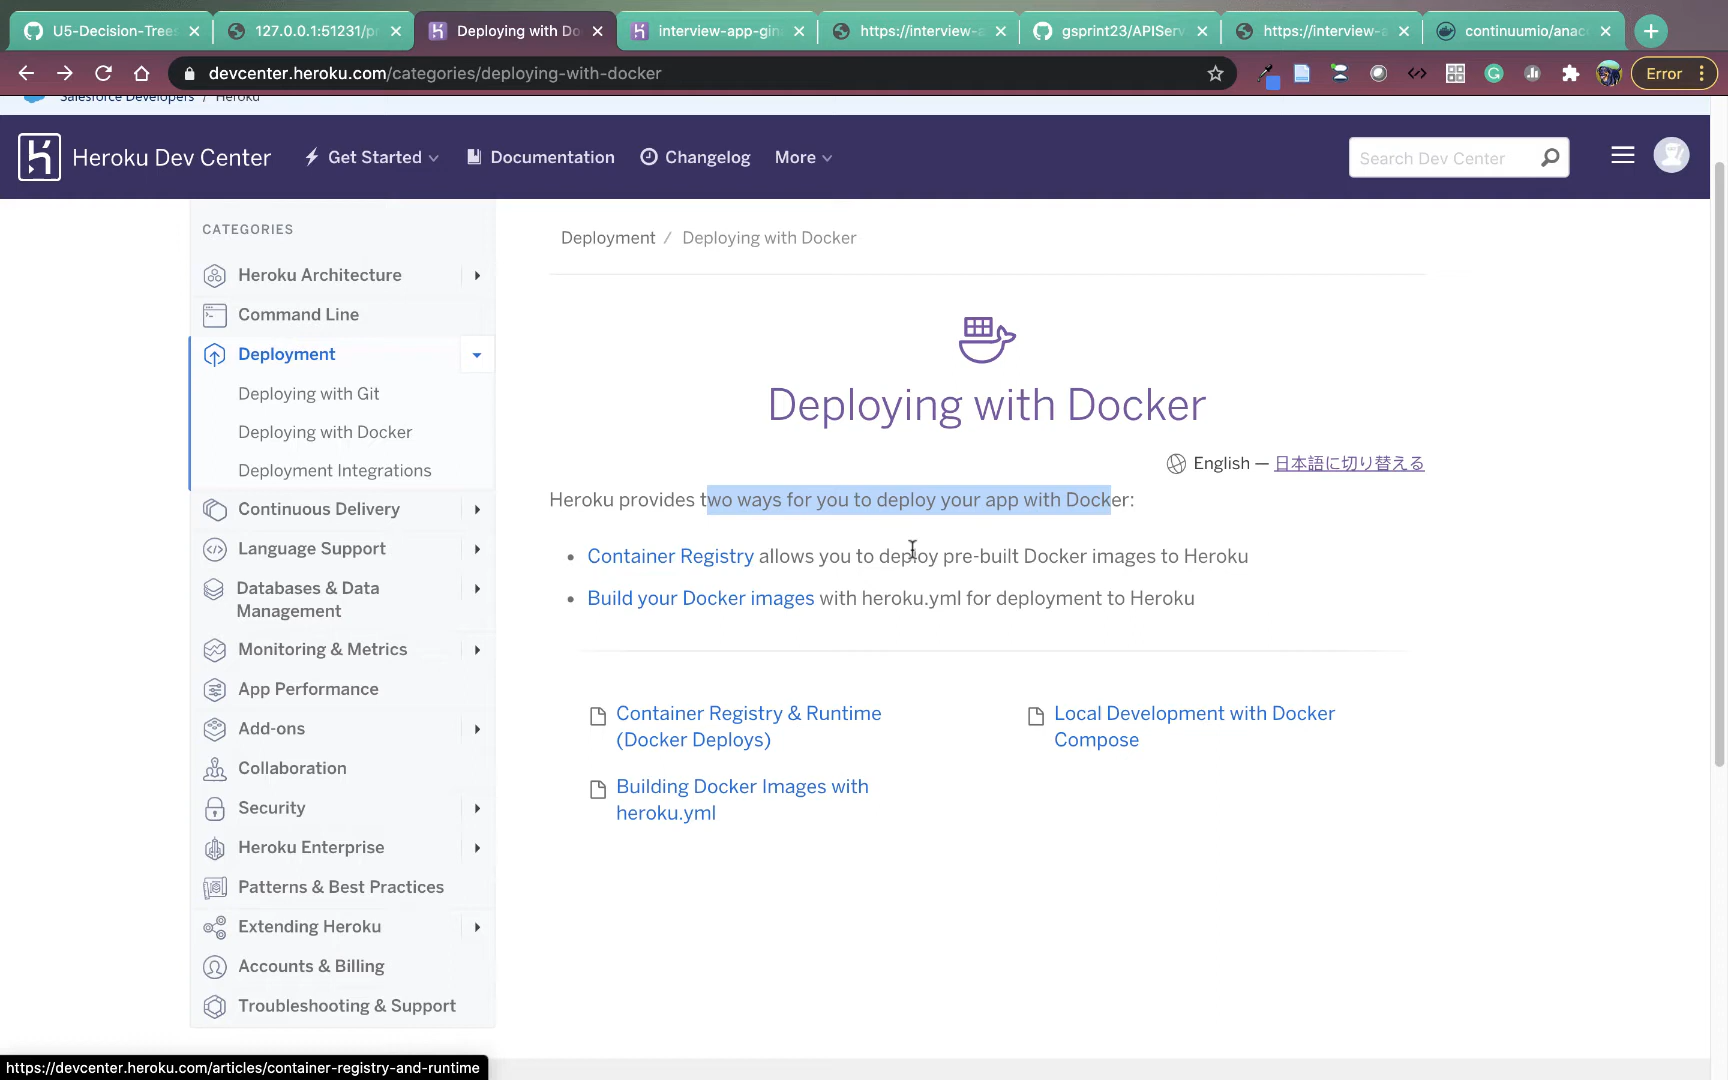 U5-Decision-Trees
127.0.0.1:51231/pr
Deploying with Do
interview-app-gin
https://interview-a
gsprint23/APIServ
https://interview-a
continuumio/anaco
devcenter.heroku.com/categories/deploying-with-docker
Error
Salesforce Developers / Heroku
Heroku Dev Center
Get Started
Documentation
Changelog
More
Search Dev Center
CATEGORIES
Heroku Architecture
Command Line
Deployment
Deploying with Git
Deploying with Docker
Deployment Integrations
Continuous Delivery
Language Support
Databases & Data
Management
Monitoring & Metrics
App Performance
Add-ons
Collaboration
Security
Heroku Enterprise
Patterns & Best Practices
Extending Heroku
Accounts & Billing
Troubleshooting & Support
Deployment / Deploying with Docker
Deploying with Docker
English — 日本語に切り替える
Heroku provides two ways for you to deploy your app with Docker:
• Container Registry allows you to deploy pre-built Docker images to Heroku
• Build your Docker images with heroku.yml for deployment to Heroku
Container Registry & Runtime
(Docker Deploys)
Local Development with Docker
Compose
Building Docker Images with
heroku.yml
https://devcenter.heroku.com/articles/container-registry-and-runtime